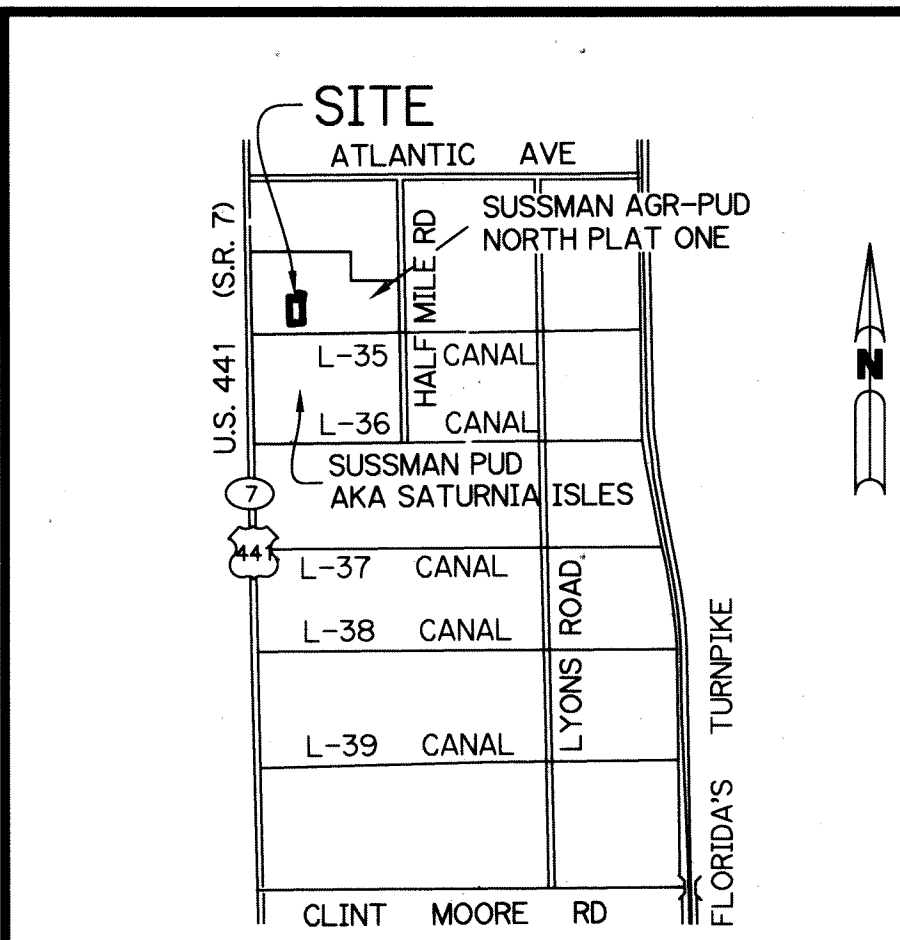 SITE
ATLANTIC AVE
SUSSMAN AGR-PUD
NORTH PLAT ONE
U.S. 441 (S.R. 7)
HALF MILE RD
L-35 CANAL
L-36 CANAL
SUSSMAN PUD
AKA SATURNIA ISLES
N
7
441
L-37 CANAL
L-38 CANAL
L-39 CANAL
LYONS ROAD
FLORIDA'S TURNPIKE
CLINT MOORE RD